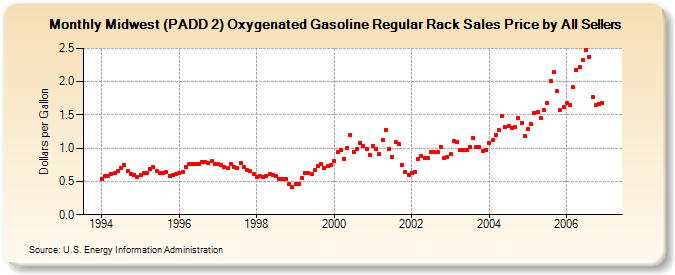 Monthly Midwest (PADD 2) Oxygenated Gasoline Regular Rack Sales Price by All Sellers
Dollars per Gallon
2.5
2.0
1.5
1.0
0.5
0.0
1994 1996 1998 2000 2002 2004 2006
Source: U.S. Energy Information Administration